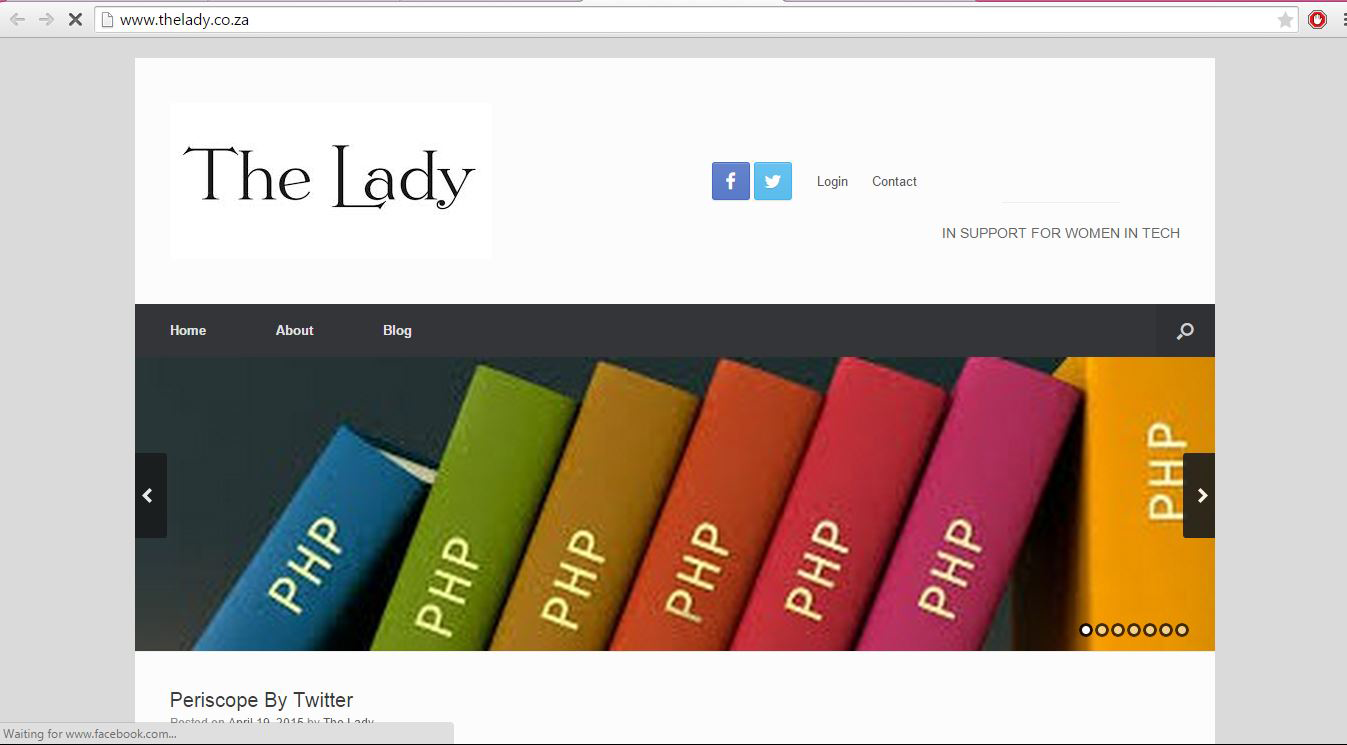 www.thelady.co.za
The Lady
f
Login Contact
IN SUPPORT FOR WOMEN IN TECH
Home About Blog
PHP PHP PHP PHP PHP PHP PHP
Periscope By Twitter
Posted on April 19, 2015 by The Lady
Waiting for www.facebook.com...